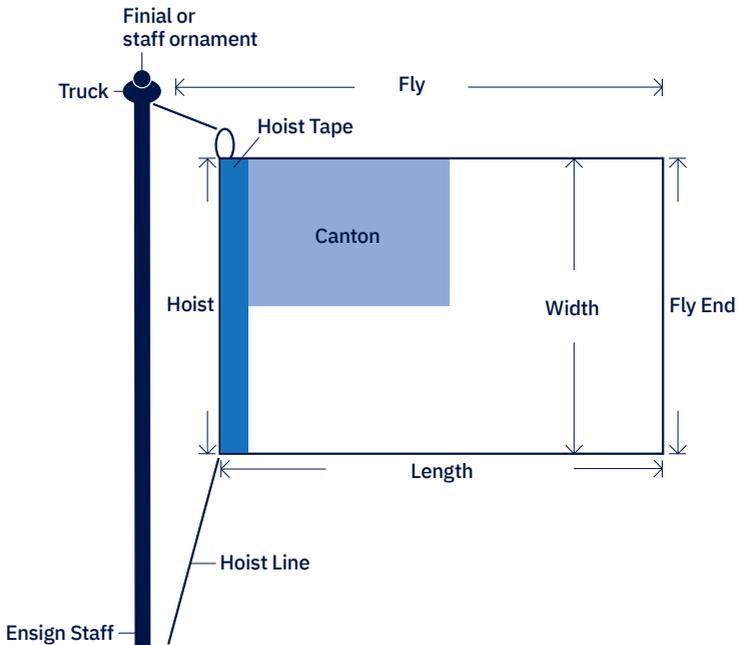 Finial or
staff ornament
Truck
Fly
Hoist Tape
Canton
Hoist
Width
Fly End
Length
Hoist Line
Ensign Staff